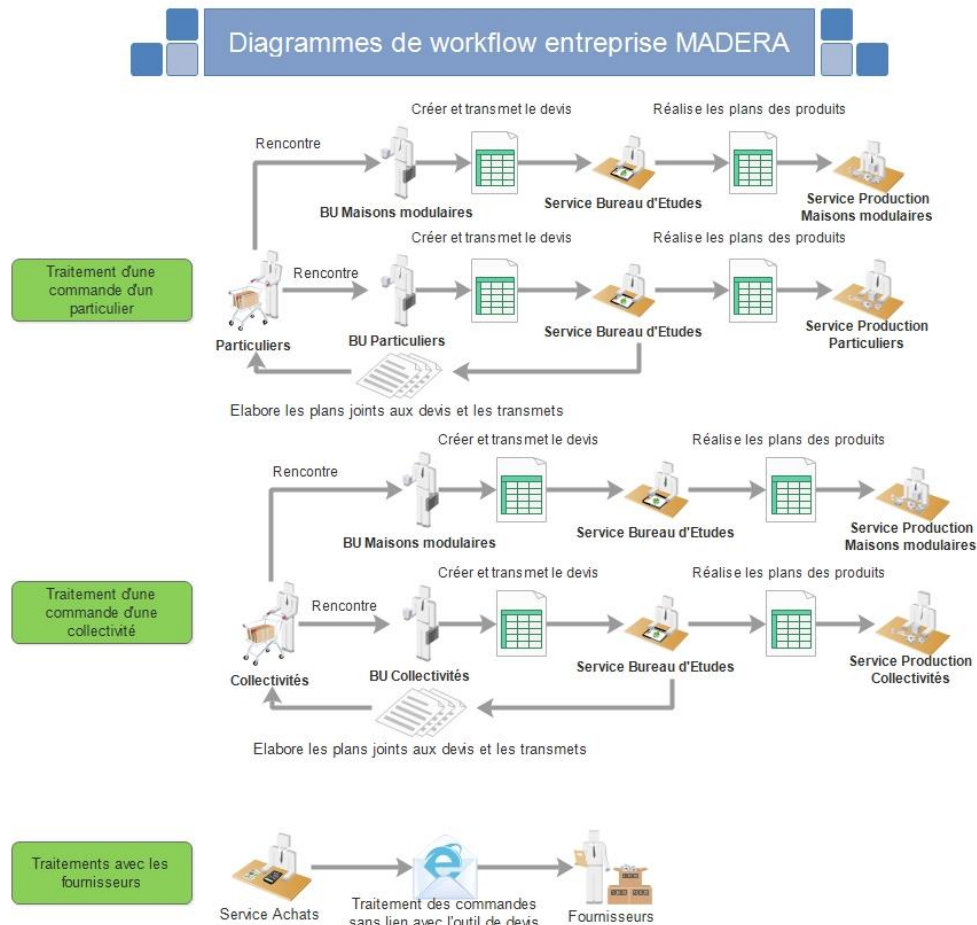 Diagrammes de workflow entreprise MADERA
Créer et transmet le devis
Réalise les plans des produits
Rencontre
BU Maisons modulaires
Service Bureau d'Etudes
Service Production
Maisons modulaires
Créer et transmet le devis
Réalise les plans des produits
Traitement d'une
commande d'un
particulier
Rencontre
Particuliers
BU Particuliers
Service Bureau d'Etudes
Service Production
Particuliers
Elabore les plans joints aux devis et les transmets
Créer et transmet le devis
Réalise les plans des produits
Rencontre
BU Maisons modulaires
Service Bureau d'Etudes
Service Production
Maisons modulaires
Créer et transmet le devis
Réalise les plans des produits
Traitement d'une
commande d'une
collectivité
Rencontre
Collectivités
BU Collectivités
Service Bureau d'Etudes
Service Production
Collectivités
Elabore les plans joints aux devis et les transmets
Traitements avec les
fournisseurs
Service Achats
Traitement des commandes
sans lien avec l'outil de devis
Fournisseurs